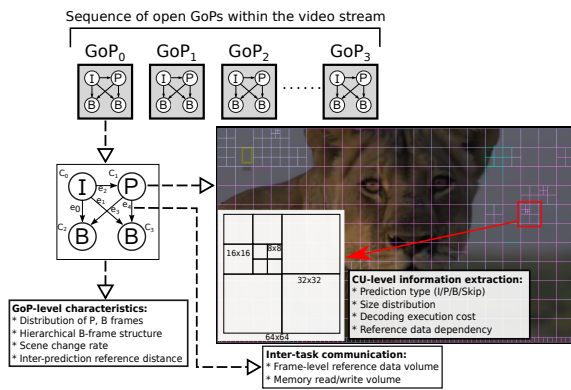 Sequence of open GoPs within the video stream
GoP0 GoP1 GoP2 GoP3
I P B B
I P B B
I P B B
I P B B
C0 C1
I P
e2
e1
e0 e3 e4
B B
C2 C3
16x16 8x8
32x32
64x64
CU-level information extraction:
* Prediction type (I/P/B/Skip)
* Size distribution
* Decoding execution cost
* Reference data dependency
GoP-level characteristics:
* Distribution of P, B frames
* Hierarchical B-frame structure
* Scene change rate
* Inter-prediction reference distance
Inter-task communication:
* Frame-level reference data volume
* Memory read/write volume